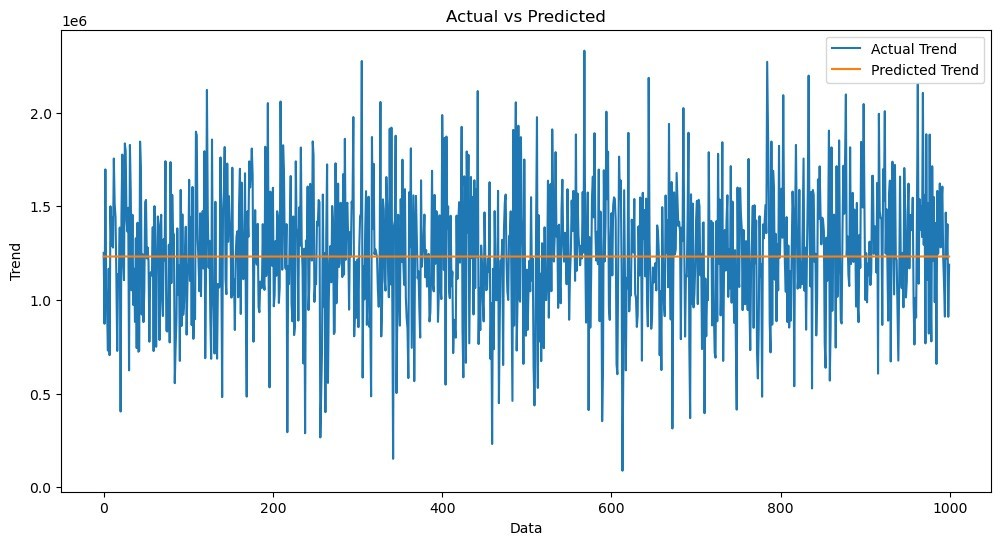 Actual vs Predicted
1e6
Actual Trend
Predicted Trend
2.0
1.5
1.0
0.5
0.0
Trend
0
200
400
600
800
1000
Data